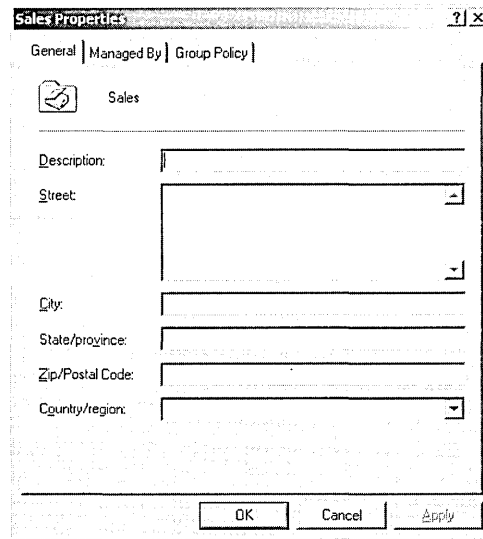 Sales Properties ? ×
General Managed By Group Policy
Sales
Description:
Street:
City:
State/province:
Zip/Postal Code:
Country/region:
OK Cancel Apply